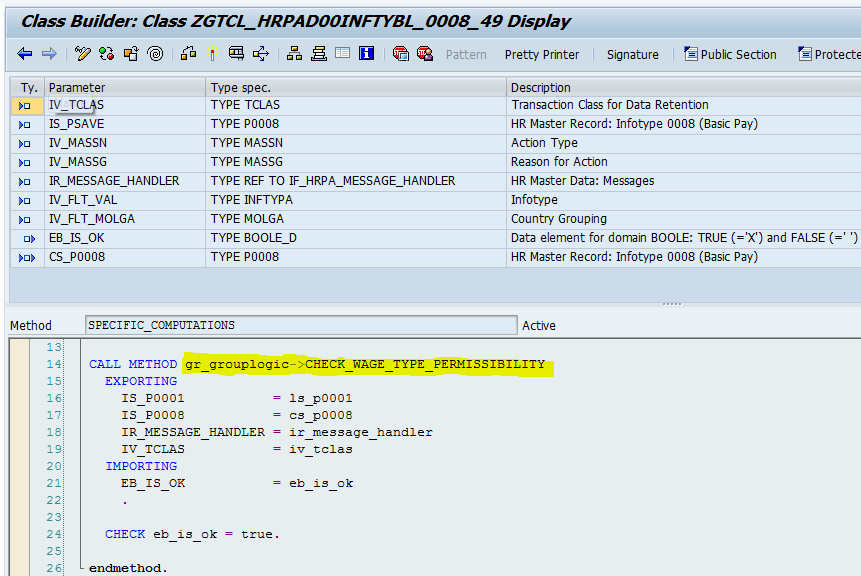 Class Builder: Class ZGTCL_HRPAD00INFTYBL_0008_49 Display
Pattern Pretty Printer Signature Public Section Protecte
Ty. Parameter Type spec. Description
IV_TCLAS TYPE TCLAS Transaction Class for Data Retention
IS_PSAVE TYPE P0008 HR Master Record: Infotype 0008 (Basic Pay)
IV_MASSN TYPE MASSN Action Type
IV_MASSG TYPE MASSG Reason for Action
IR_MESSAGE_HANDLER TYPE REF TO IF_HRPA_MESSAGE_HANDLER HR Master Data: Messages
IV_FLT_VAL TYPE INFTYPA Infotype
IV_FLT_MOLGA TYPE MOLGA Country Grouping
EB_IS_OK TYPE BOOLE_D Data element for domain BOOLE: TRUE (='X') and FALSE (=' ')
CS_P0008 TYPE P0008 HR Master Record: Infotype 0008 (Basic Pay)
Method SPECIFIC_COMPUTATIONS Active
13
14 CALL METHOD gr_grouplogic->CHECK_WAGE_TYPE_PERMISSIBILITY
15 EXPORTING
16 IS_P0001 = ls_p0001
17 IS_P0008 = cs_p0008
18 IR_MESSAGE_HANDLER = ir_message_handler
19 IV_TCLAS = iv_tclas
20 IMPORTING
21 EB_IS_OK = eb_is_ok
22 .
23
24 CHECK eb_is_ok = true.
25
26 endmethod.